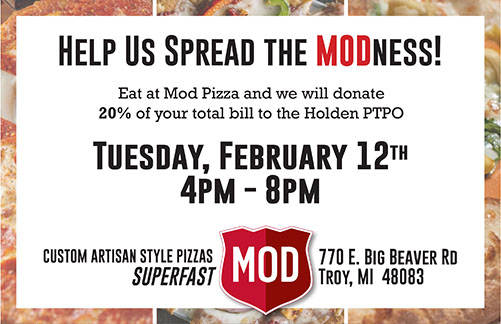 HELP US SPREAD THE MODNESS!
Eat at Mod Pizza and we will donate
20% of your total bill to the Holden PTPO
TUESDAY, FEBRUARY 12TH
4PM - 8PM
CUSTOM ARTISAN STYLE PIZZAS
SUPERFAST
MOD
770 E. BIG BEAVER RD
TROY, MI 48083